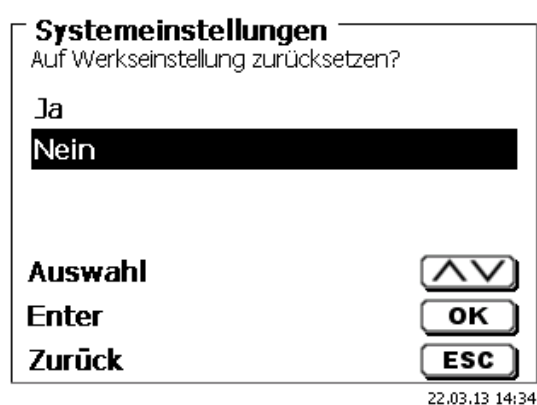 Systemeinstellungen
Auf Werkseinstellung zurücksetzen?
Ja
Nein
Auswahl
Enter OK
Zurück ESC
22.03.13 14:34